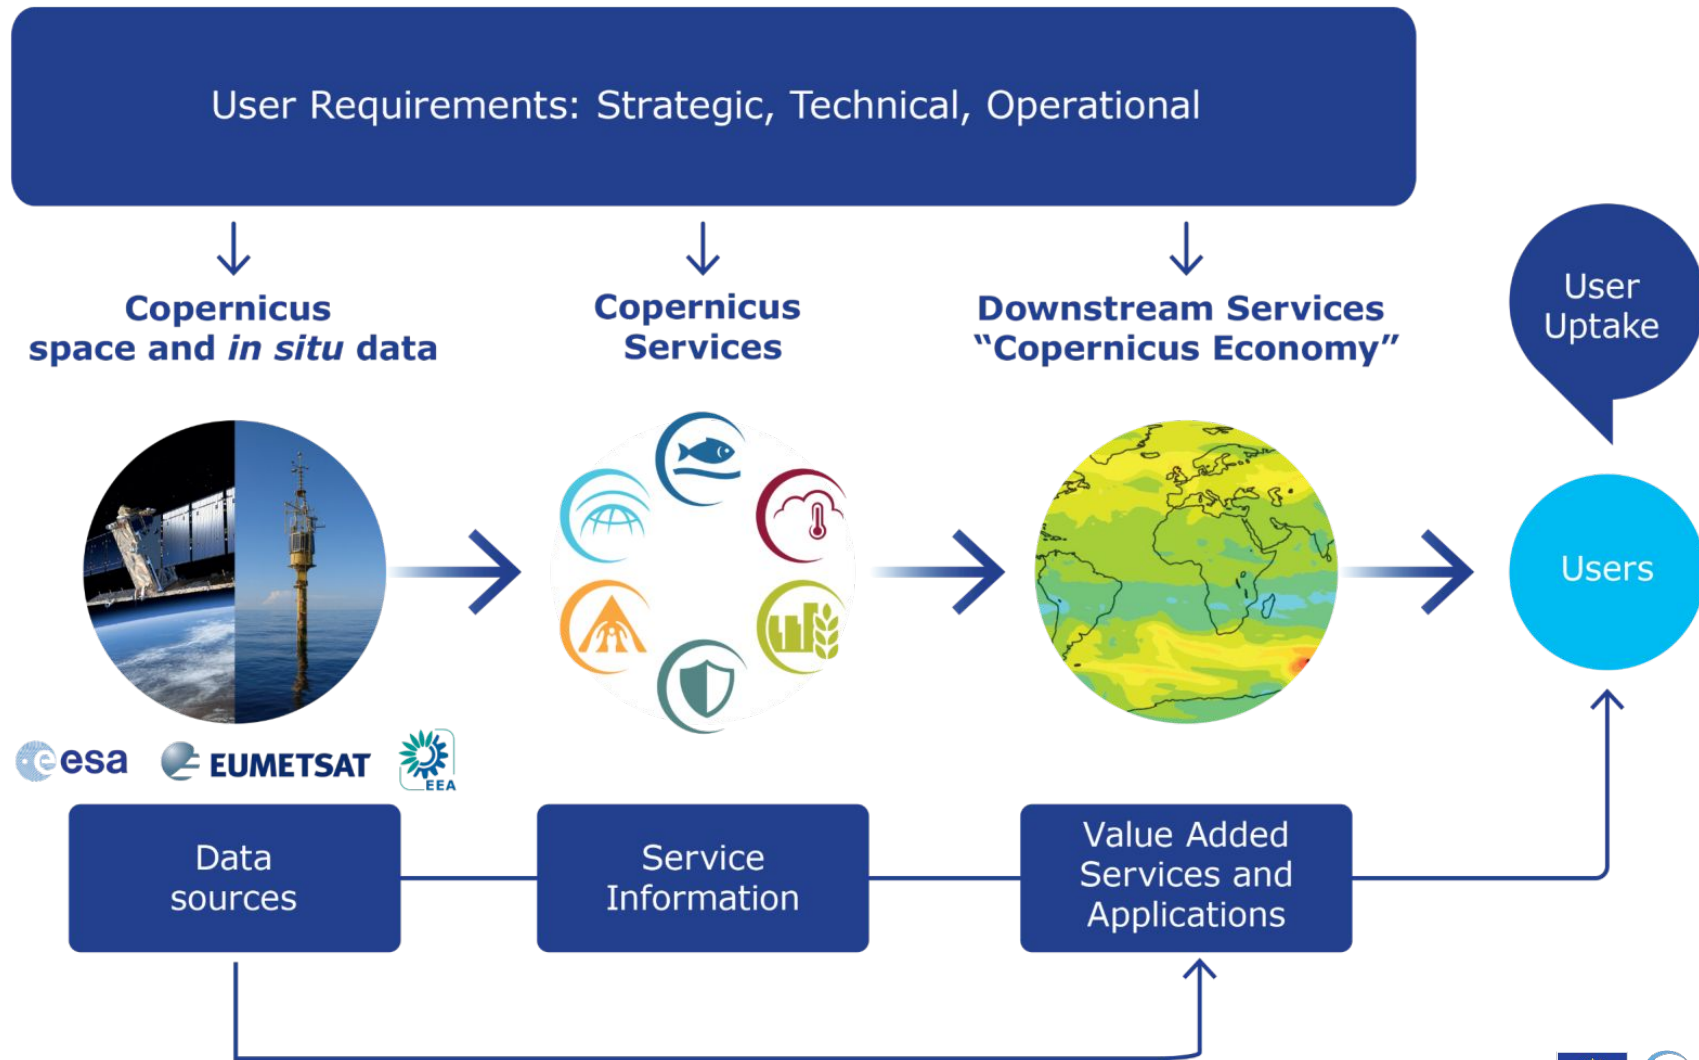 User Requirements: Strategic, Technical, Operational
Copernicus
space and in situ data
Copernicus
Services
Downstream Services
“Copernicus Economy”
User
Uptake
Users
esa
EUMETSAT
EEA
Data
sources
Service
Information
Value Added
Services and
Applications